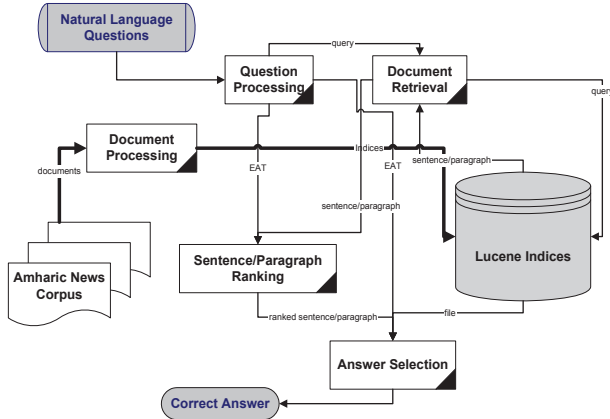 Natural Language
Questions
query
Question
Processing
Document
Retrieval
query
Document
Processing
Indices
sentence/paragraph
documents
EAT
EAT
sentence/paragraph
Amharic News
Corpus
Sentence/Paragraph
Ranking
Lucene Indices
ranked sentence/paragraph
file
Answer Selection
Correct Answer